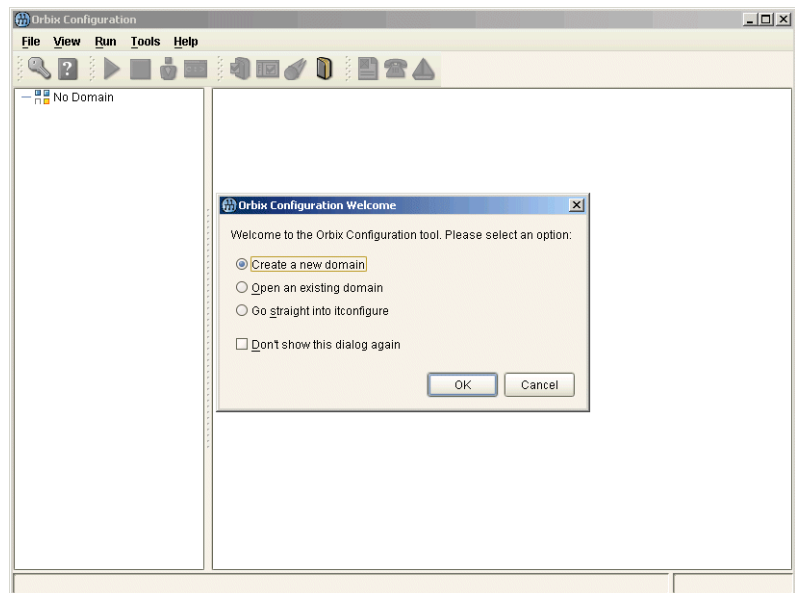 Orbix Configuration
File View Run Tools Help
No Domain
Orbix Configuration Welcome
Welcome to the Orbix Configuration tool. Please select an option:
Create a new domain
Open an existing domain
Go straight into itconfigure
Don't show this dialog again
OK Cancel